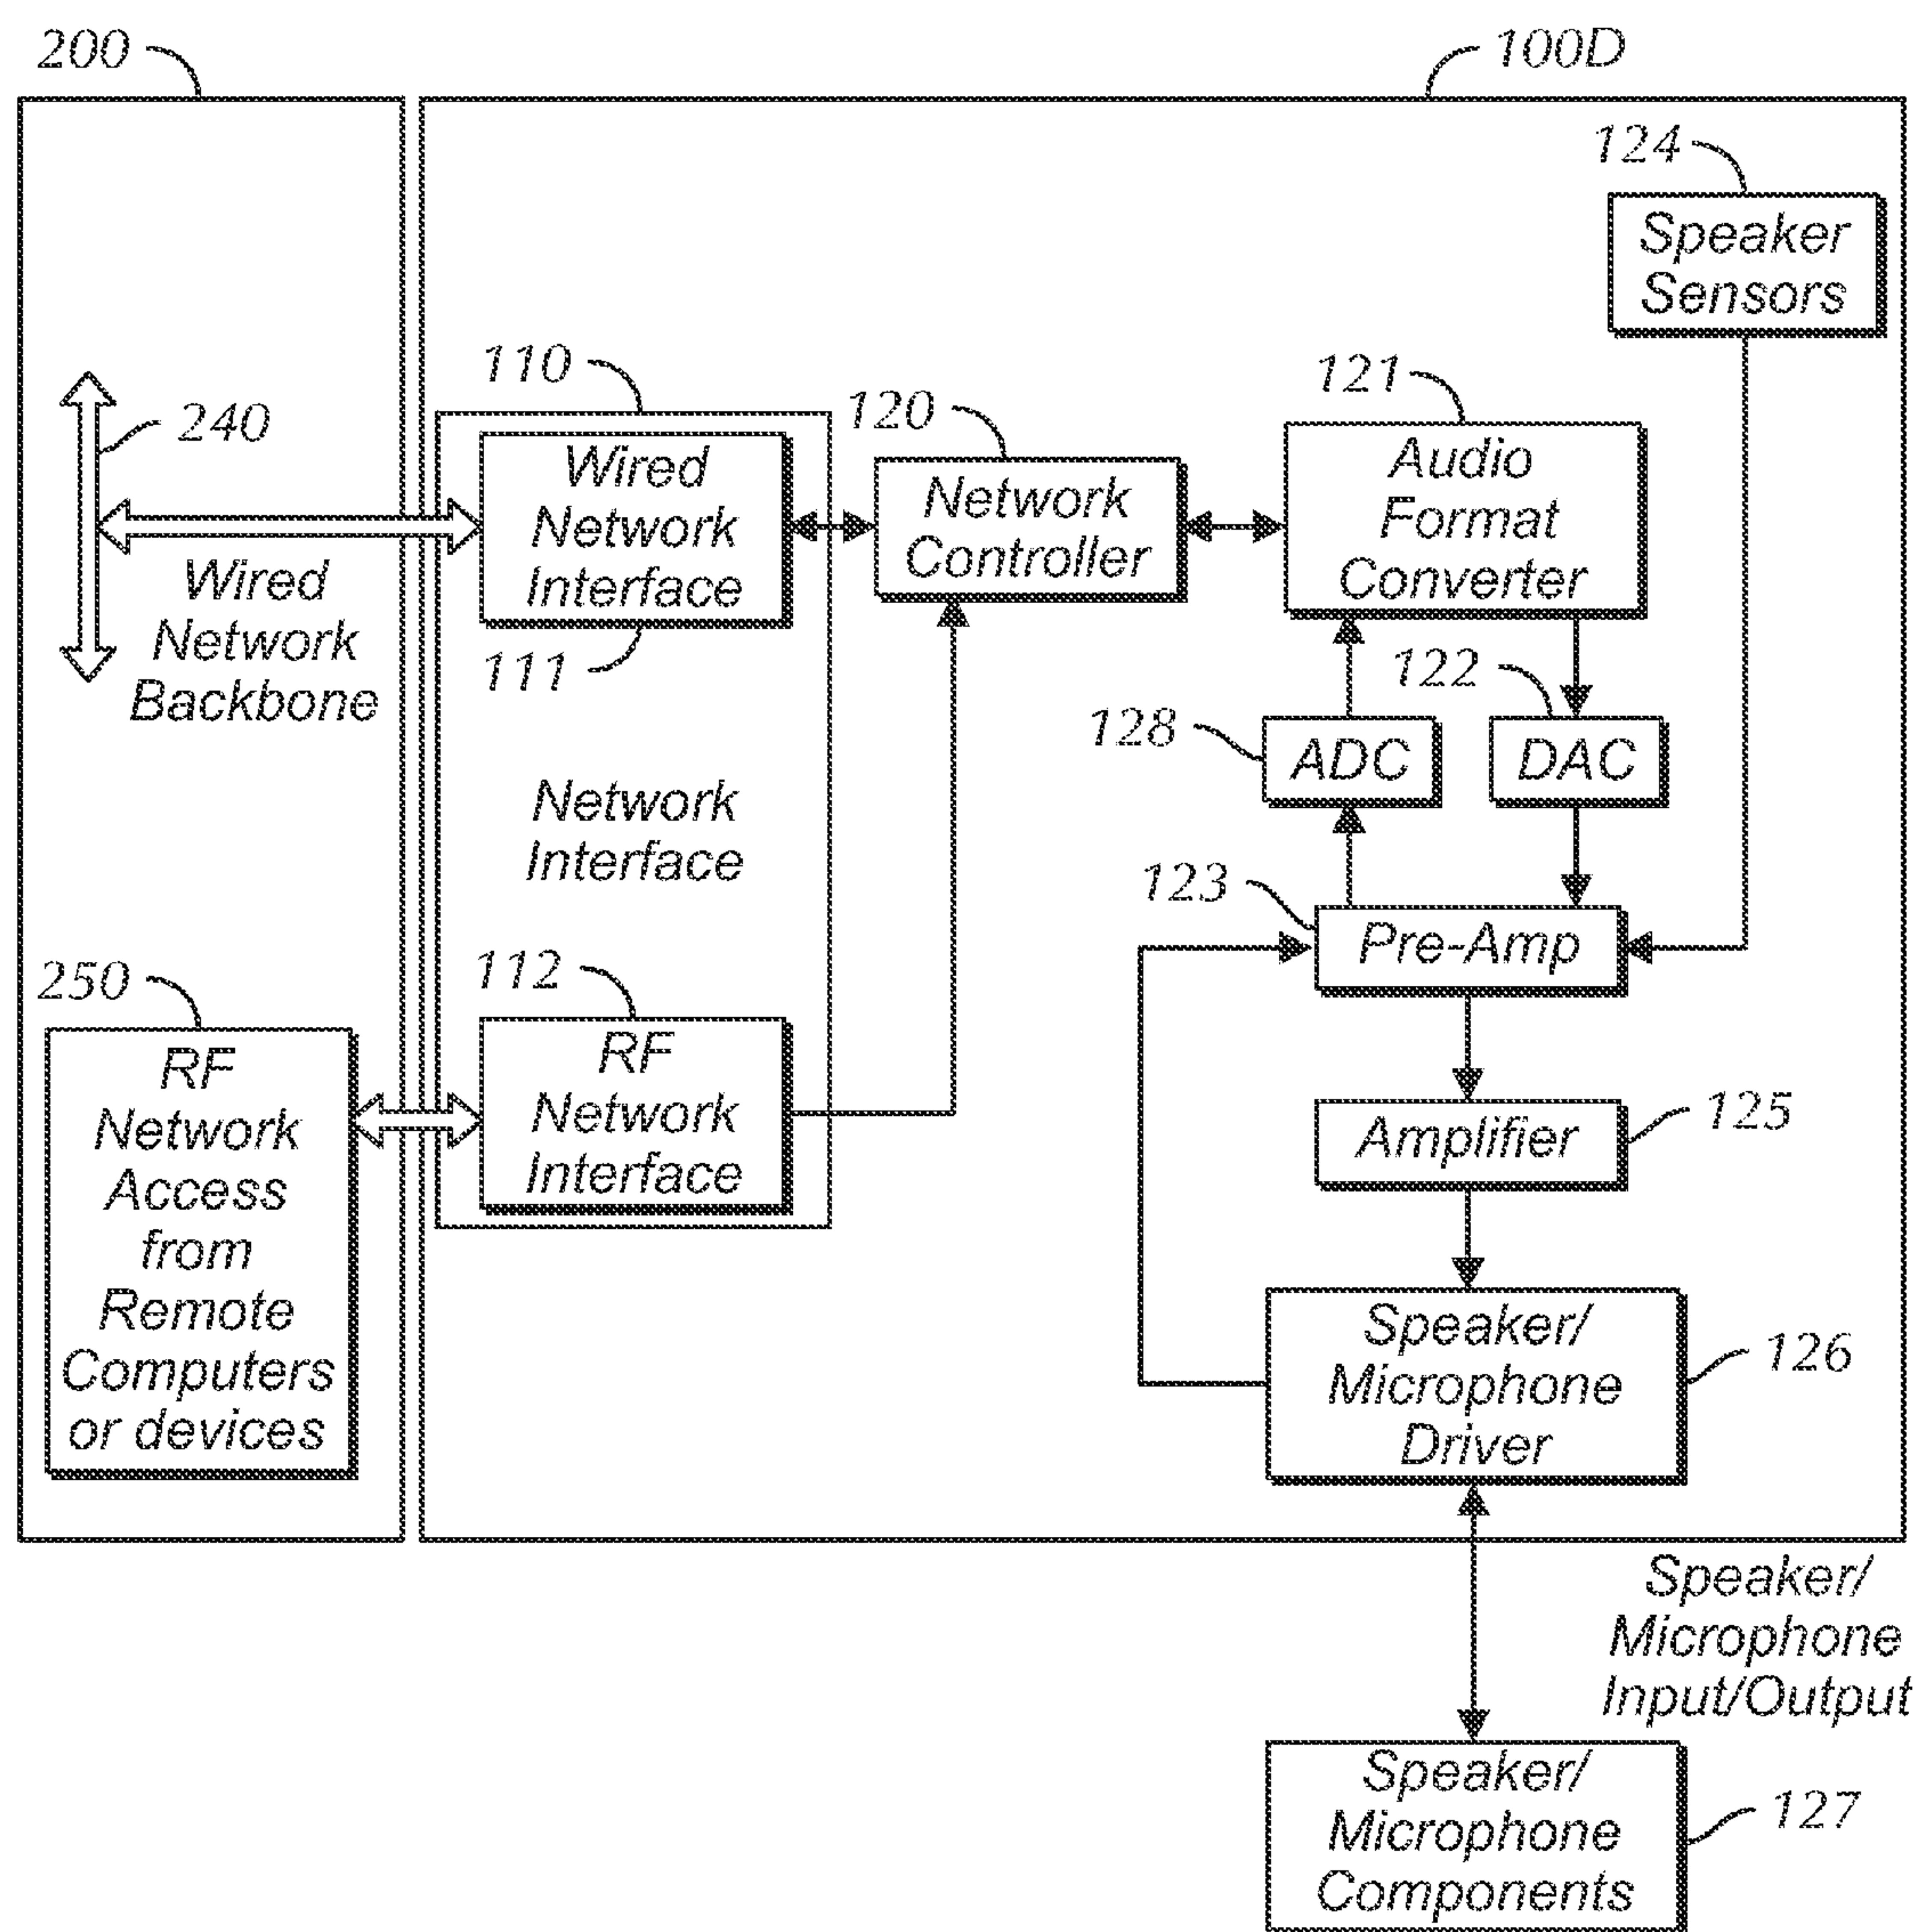 200
100D
124
Speaker
Sensors
110
121
240
120
Wired
Network
Interface
Network
Controller
Audio
Format
Converter
Wired
Network
Backbone
111
122
128
ADC
DAC
Network
Interface
123
Pre-Amp
250
112
RF
Network
Access
from
Remote
Computers
or devices
RF
Network
Interface
Amplifier
125
Speaker/
Microphone
Driver
126
Speaker/
Microphone
Input/Output
Speaker/
Microphone
Components
127